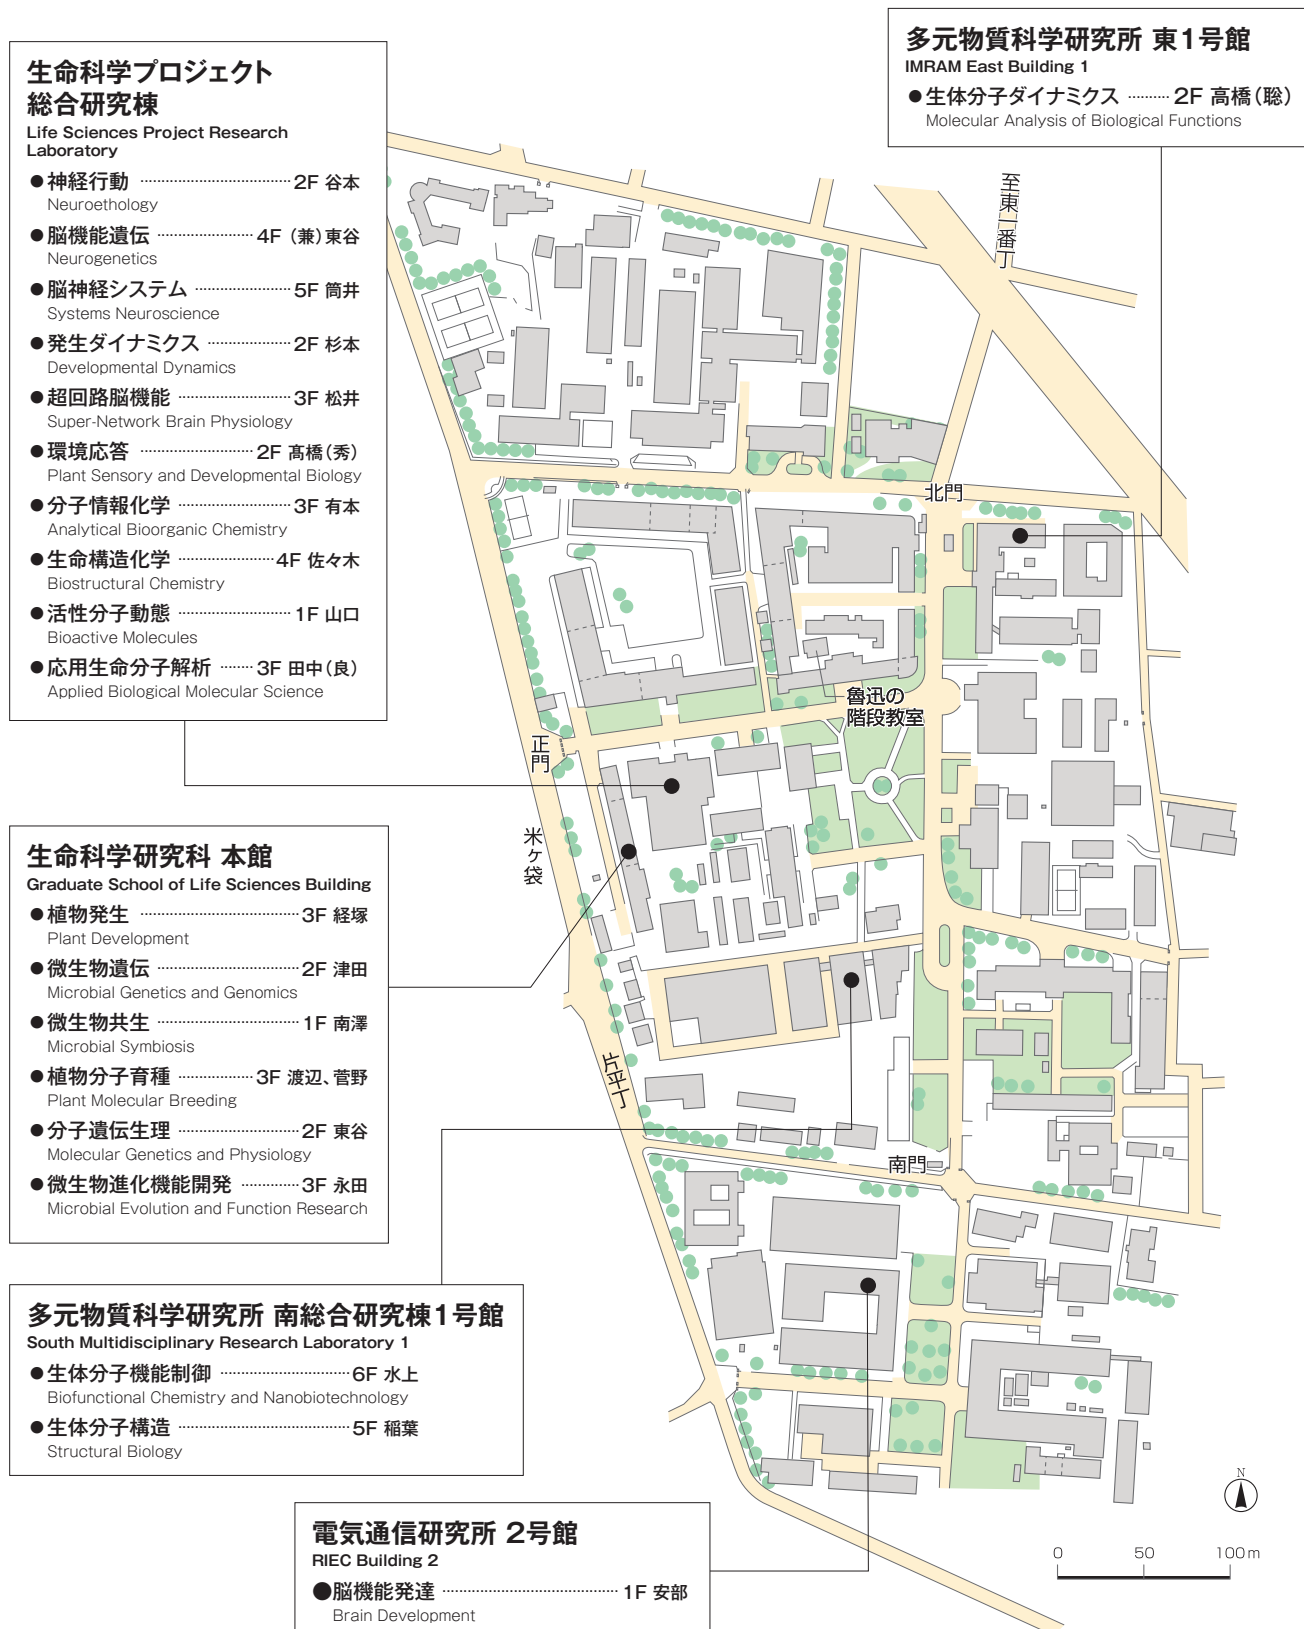 生命科学プロジェクト
総合研究棟
Life Sciences Project Research
Laboratory
●神経行動 ………………………… 2F 谷本
Neuroethology
●脳機能遺伝 ………………… 4F (兼)東谷
Neurogenetics
●脳神経システム ………………… 5F 筒井
Systems Neuroscience
●発生ダイナミクス ……………… 2F 杉本
Developmental Dynamics
●超回路脳機能 …………………… 3F 松井
Super-Network Brain Physiology
●環境応答 …………………… 2F 髙橋(秀)
Plant Sensory and Developmental Biology
●分子情報化学 …………………… 3F 有本
Analytical Bioorganic Chemistry
●生命構造化学 ………………… 4F 佐々木
Biostructural Chemistry
●活性分子動態 …………………… 1F 山口
Bioactive Molecules
●応用生命分子解析 ……… 3F 田中(良)
Applied Biological Molecular Science
多元物質科学研究所 東1号館
IMRAM East Building 1
●生体分子ダイナミクス ………… 2F 高橋(聡)
Molecular Analysis of Biological Functions
至東一番丁
北門
魯迅の
階段教室
正門
米ケ袋
片平丁
南門
生命科学研究科 本館
Graduate School of Life Sciences Building
●植物発生 ………………………… 3F 経塚
Plant Development
●微生物遺伝 ……………………… 2F 津田
Microbial Genetics and Genomics
●微生物共生 ……………………… 1F 南澤
Microbial Symbiosis
●植物分子育種 …………… 3F 渡辺、菅野
Plant Molecular Breeding
●分子遺伝生理 …………………… 2F 東谷
Molecular Genetics and Physiology
●微生物進化機能開発 ………… 3F 永田
Microbial Evolution and Function Research
多元物質科学研究所 南総合研究棟1号館
South Multidisciplinary Research Laboratory 1
●生体分子機能制御 …………………… 6F 水上
Biofunctional Chemistry and Nanobiotechnology
●生体分子構造 ………………………… 5F 稲葉
Structural Biology
電気通信研究所 2号館
RIEC Building 2
●脳機能発達 …………………………… 1F 安部
Brain Development
N
0 50 100m